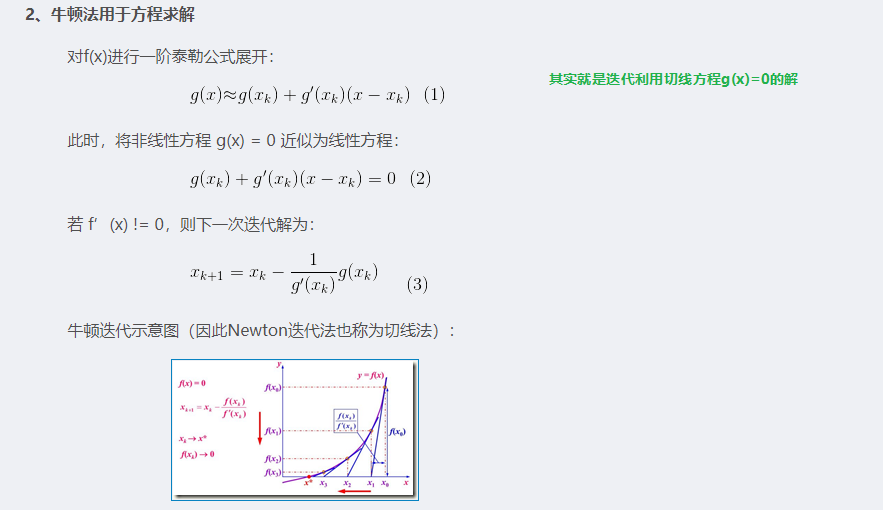 2、牛顿法用于方程求解
对f(x)进行一阶泰勒公式展开：
g(x)≈g(x_k) + g′(x_k)(x − x_k) (1)
其实就是迭代利用切线方程g(x)=0的解
此时，将非线性方程 g(x) = 0 近似为线性方程：
g(x_k) + g′(x_k)(x − x_k) = 0 (2)
若 f’(x) != 0，则下一次迭代解为：
x_{k+1} = x_k − \frac{1}{g′(x_k)} g(x_k) (3)
牛顿迭代示意图（因此Newton迭代法也称为切线法）：
f(x) = 0
x_{k+1} = x_k − \frac{f(x_k)}{f′(x_k)}
x_k → x*
f(x_k) → 0
y
y = f(x)
f(x_0)
\frac{f(x_k)}{f′(x_k)}
f(x_1)
f(x_0)
f(x_2)
f(x_3)
x* x_3 x_2 x_1 x_0 x